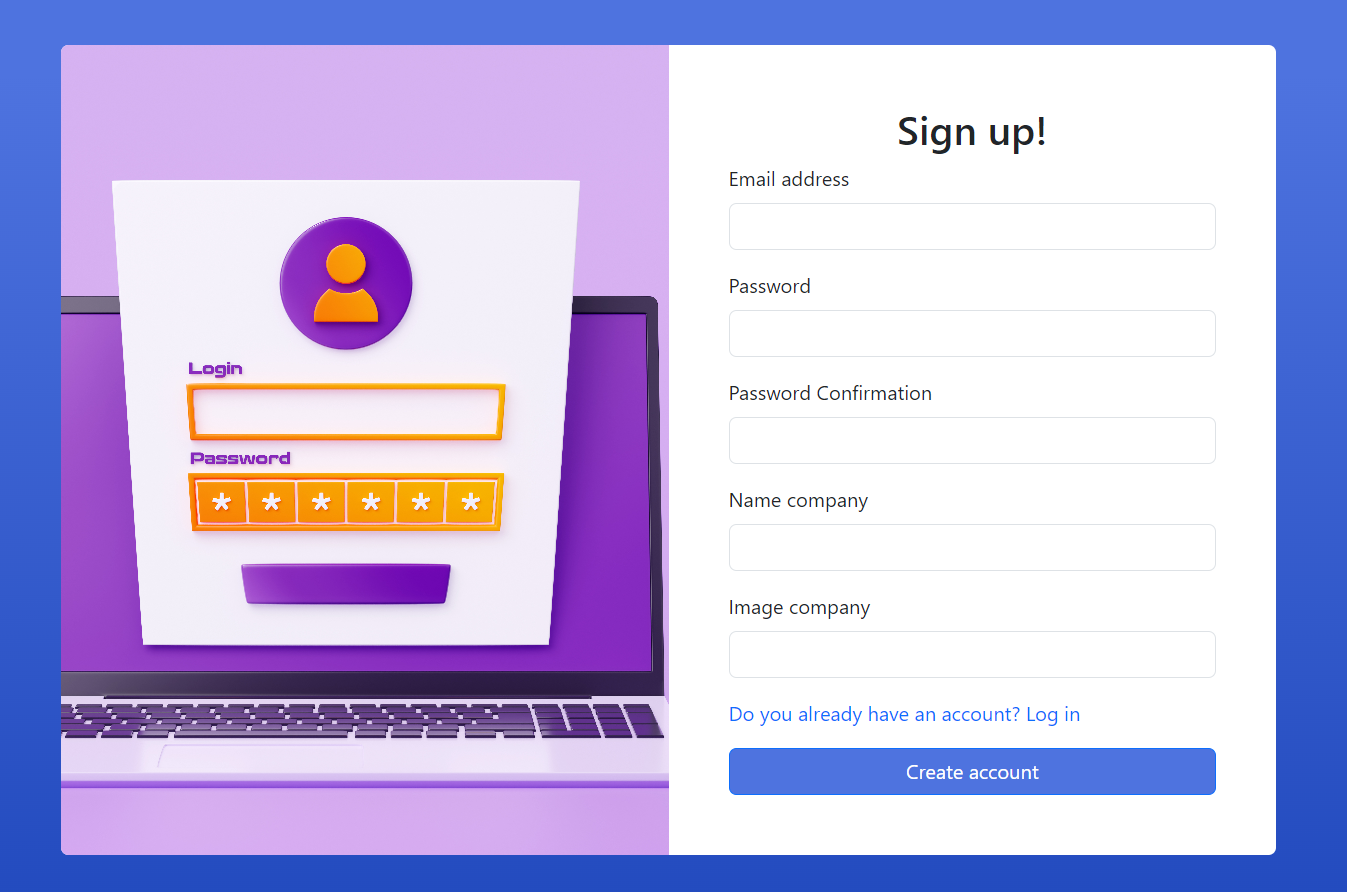 Login
Password
* * * * * *
Sign up!
Email address
Password
Password Confirmation
Name company
Image company
Do you already have an account? Log in
Create account